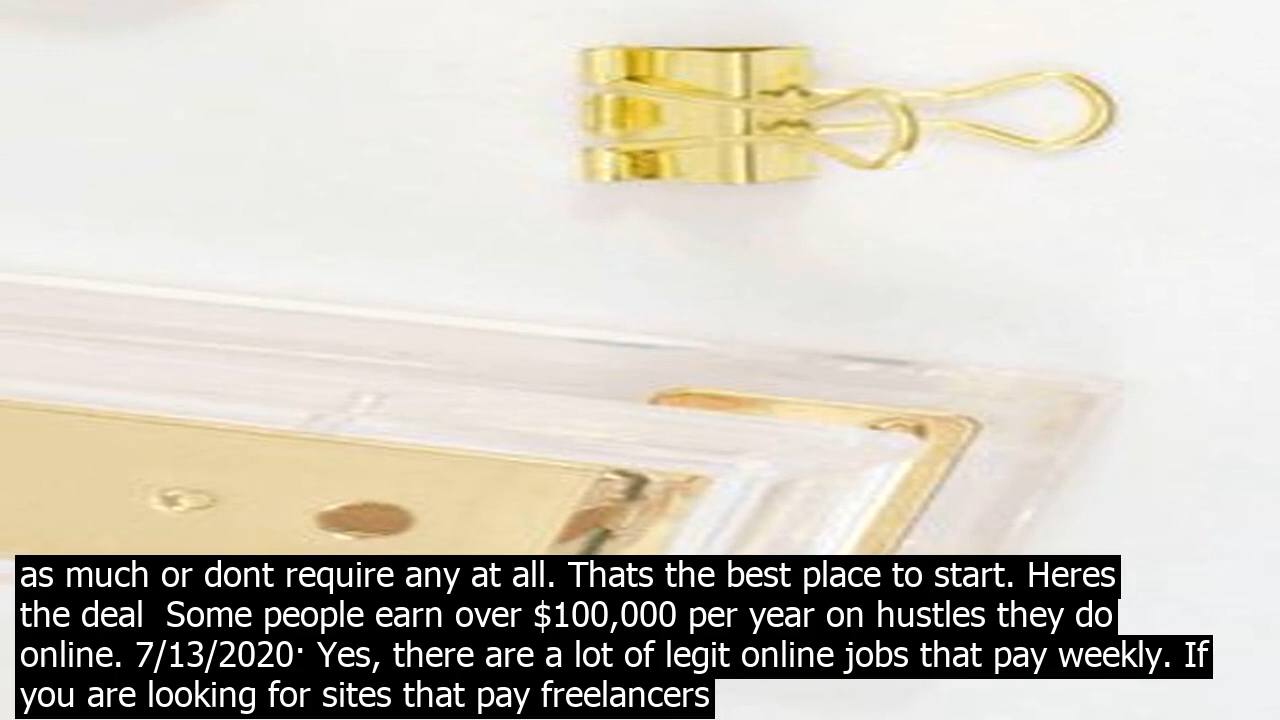 as much or dont require any at all. Thats the best place to start. Heres
the deal  Some people earn over $100,000 per year on hustles they do
online. 7/13/2020· Yes, there are a lot of legit online jobs that pay weekly. If
you are looking for sites that pay freelancers